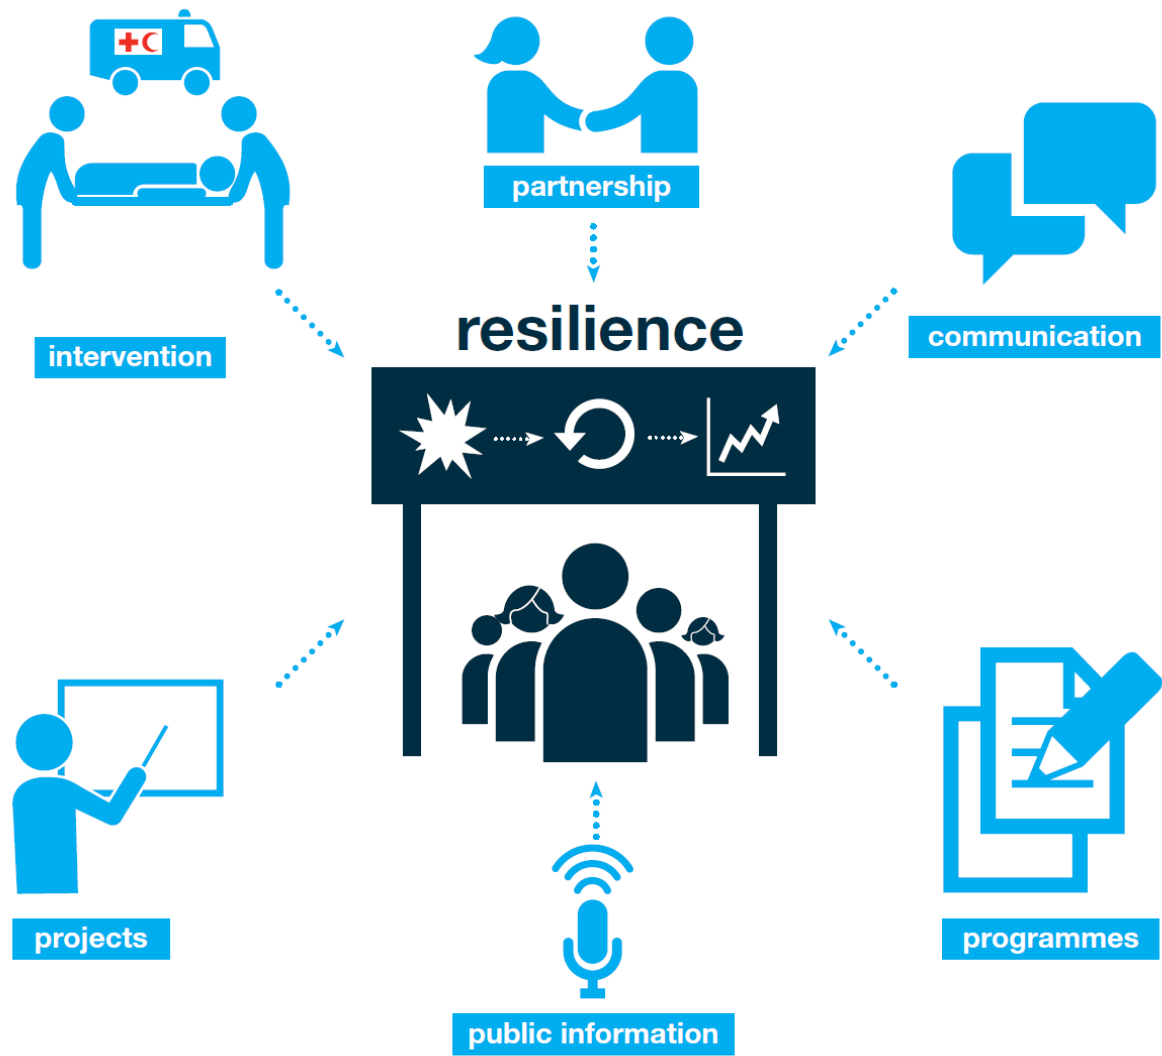 partnership
resilience
communication
intervention
projects
programmes
public information